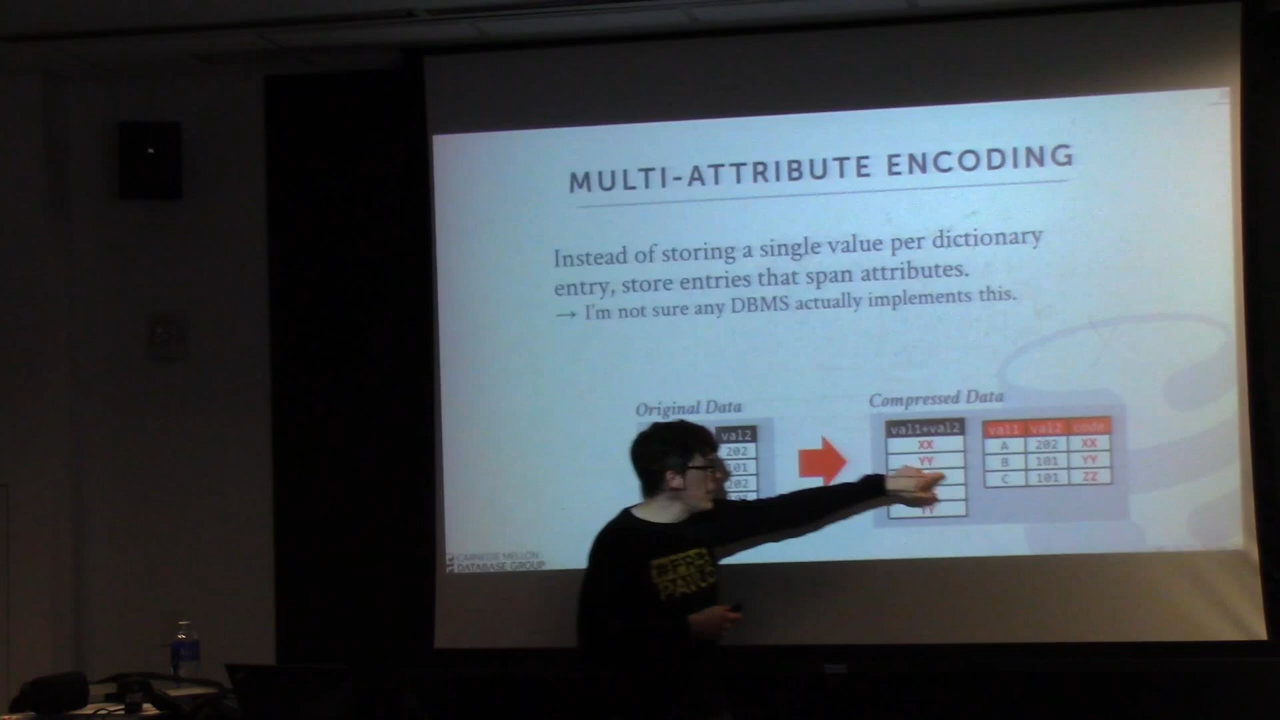 MULTI-ATTRIBUTE ENCODING
Instead of storing a single value per dictionary
entry, store entries that span attributes.
→ I'm not sure any DBMS actually implements this.
Original Data
Compressed Data
val2
202
101
202
val1+val2
XX
YY
YY
val1 val2 code
A 202 XX
B 101 YY
C 101 ZZ
CARNEGIE MELLON
DATABASE GROUP